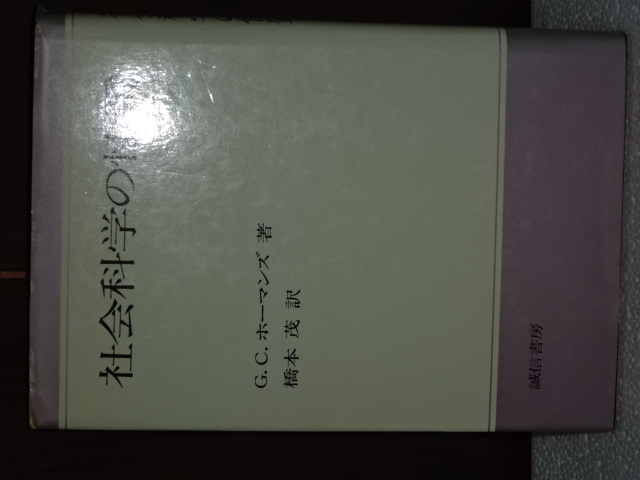 社会科学の
G.C.ホーマンズ 著
橋本 茂 訳
誠信書房